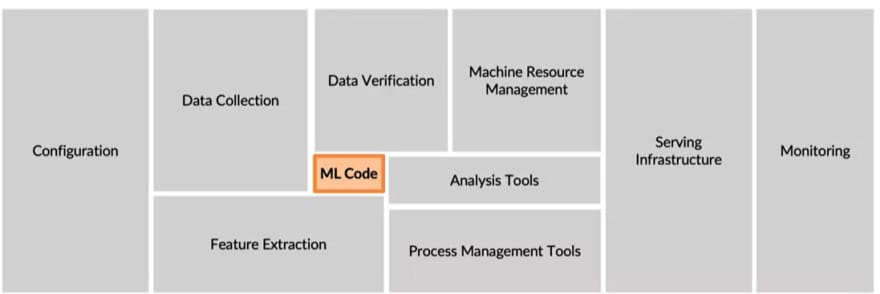 Configuration
Data Collection
Data Verification
Machine Resource
Management
ML Code
Analysis Tools
Feature Extraction
Process Management Tools
Serving
Infrastructure
Monitoring